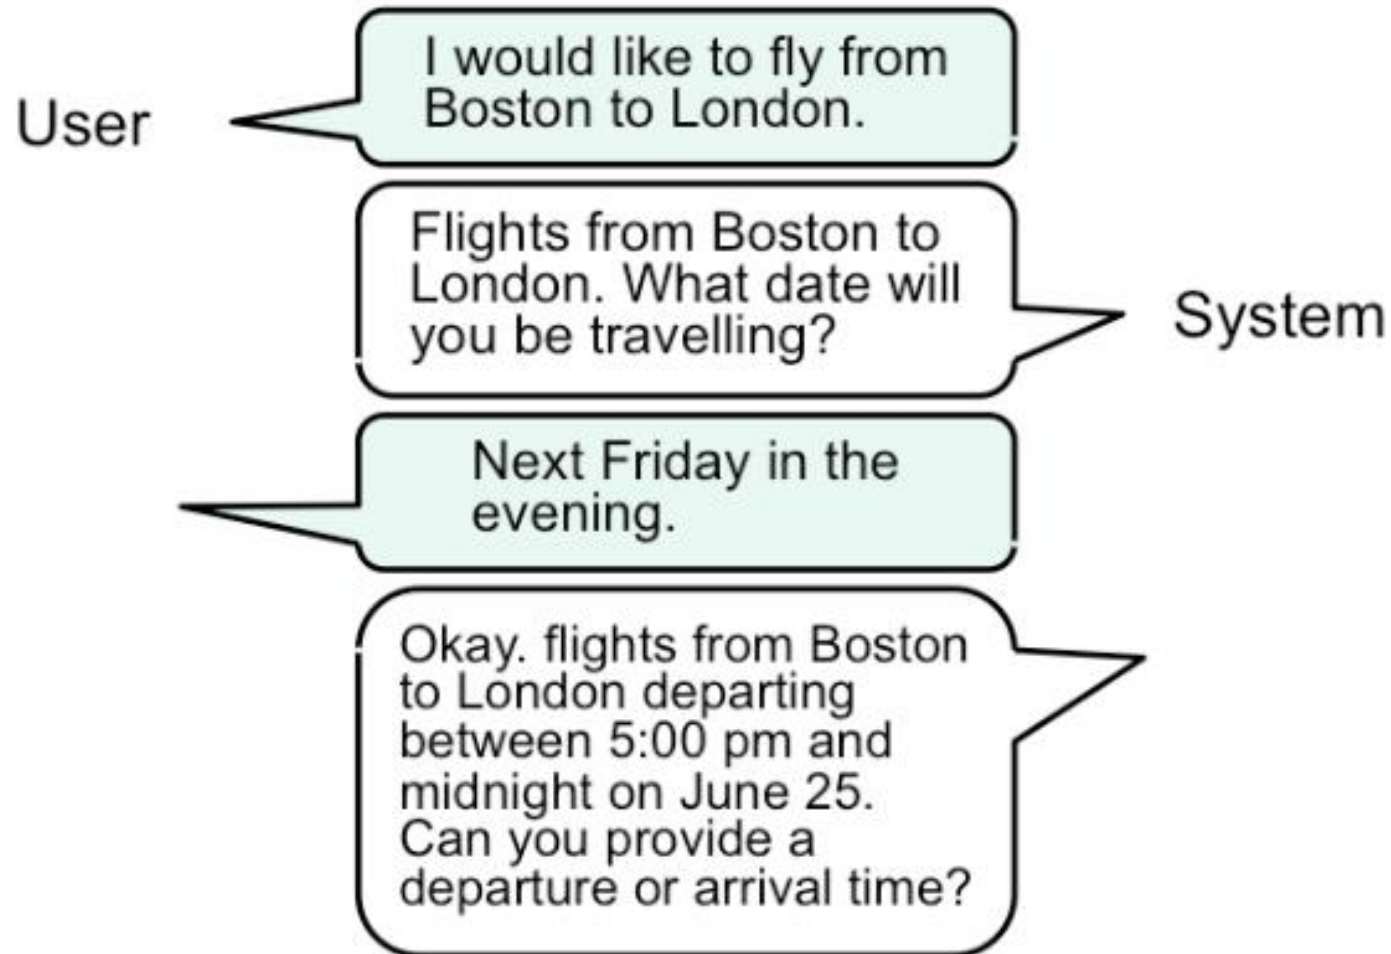 User
I would like to fly from
Boston to London.
Flights from Boston to
London. What date will
you be travelling?
System
Next Friday in the
evening.
Okay. flights from Boston
to London departing
between 5:00 pm and
midnight on June 25.
Can you provide a
departure or arrival time?